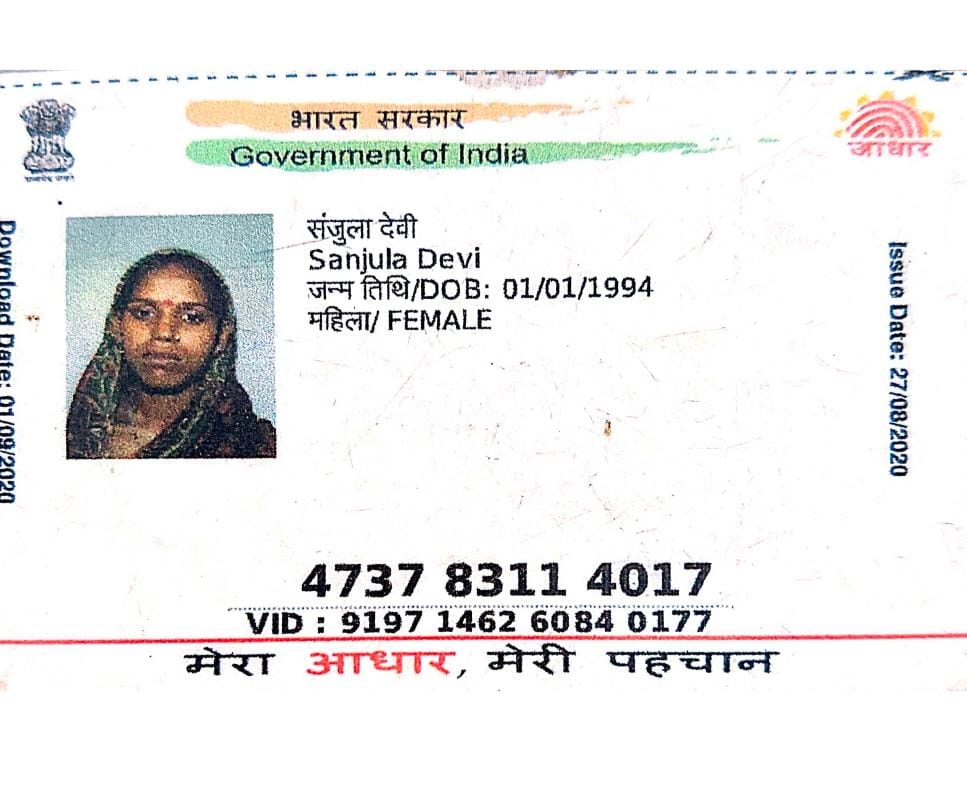 भारत सरकार
Government of India
आधार
संजुला देवी
Sanjula Devi
जन्म तिथि/DOB: 01/01/1994
महिला/ FEMALE
Download Date: 01/09/2020
Issue Date: 27/08/2020
4737 8311 4017
VID : 9197 1462 6084 0177
मेरा आधार, मेरी पहचान